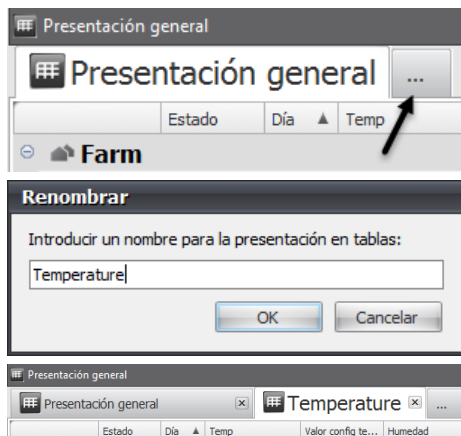 Presentación general
Presentación general ...
Estado Día Temp
Farm
Renombrar
Introducir un nombre para la presentación en tablas:
Temperature
OK Cancelar
Presentación general
Presentación general Temperature ...
Estado Día Temp Valor config te... Humedad